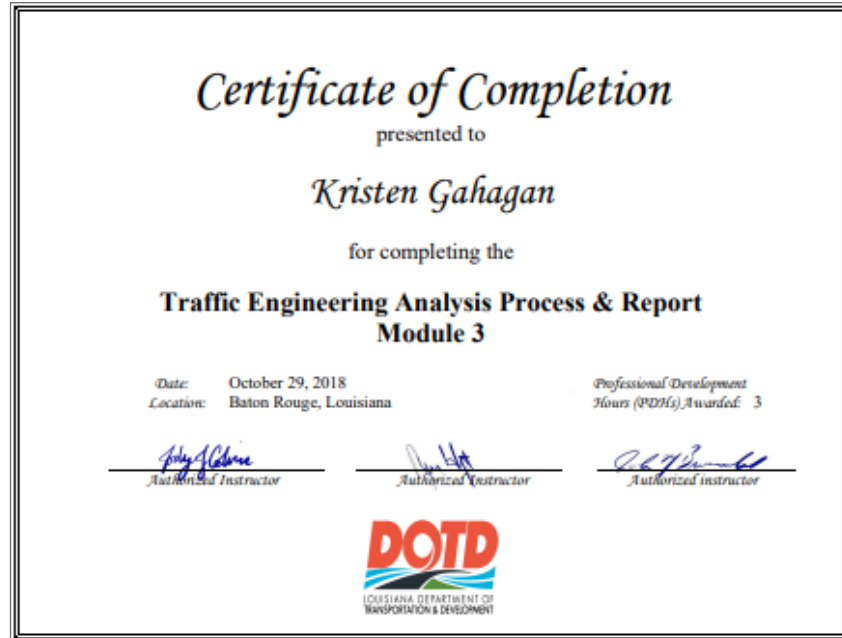 Certificate of Completion
presented to
Kristen Gahagan
for completing the
Traffic Engineering Analysis Process & Report
Module 3
Date: October 29, 2018
Location: Baton Rouge, Louisiana
Professional Development
Hours (PDHs) Awarded: 3
Authorized Instructor
Authorized Instructor
Authorized instructor
DOTD
LOUISIANA DEPARTMENT OF
TRANSPORTATION & DEVELOPMENT